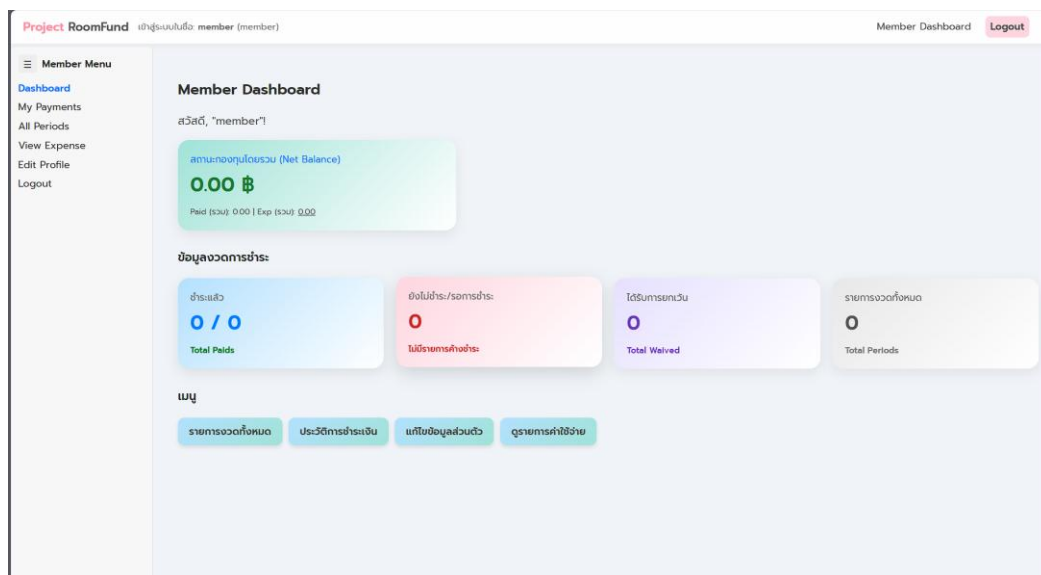 Project RoomFund เข้าสู่ระบบในชื่อ: member (member) Member Dashboard Logout
☰ Member Menu
Dashboard
My Payments
All Periods
View Expense
Edit Profile
Logout
Member Dashboard
สวัสดี, "member"!
สถานะกองทุนโดยรวม (Net Balance)
0.00 ฿
Paid (รวม): 0.00 | Exp (รวม): 0.00
ข้อมูลงวดการชำระ
ชำระแล้ว
0 / 0
Total Paids
ยังไม่ชำระ/รอการชำระ
0
ไม่มีรายการค้างชำระ
ได้รับการยกเว้น
0
Total Waived
รายการงวดทั้งหมด
0
Total Periods
เมนู
รายการงวดทั้งหมด ประวัติการชำระเงิน แก้ไขข้อมูลส่วนตัว ดูรายการค่าใช้จ่าย